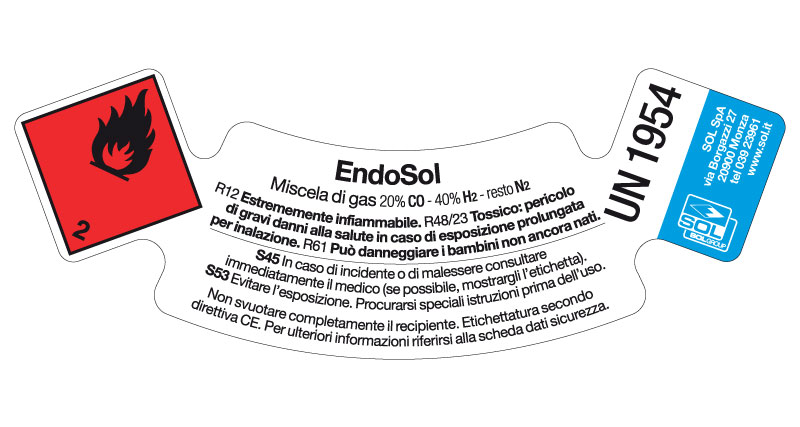 2
EndoSol
Miscela di gas 20% CO - 40% H2 - resto N2
R12 Estrememente infiammabile. R48/23 Tossico: pericolo
di gravi danni alla salute in caso di esposizione prolungata
per inalazione. R61 Può danneggiare i bambini non ancora nati.
S45 In caso di incidente o di malessere consultare
immediatamente il medico (se possibile, mostrargli l'etichetta).
S53 Evitare l'esposizione. Procurarsi speciali istruzioni prima dell'uso.
Non svuotare completamente il recipiente. Etichettatura secondo
direttiva CE. Per ulteriori informazioni riferirsi alla scheda dati sicurezza.
UN 1954
SOL SpA
via Borgazzi 27
20900 Monza
tel 039 23961
www.sol.it
SOL
SOLGROUP